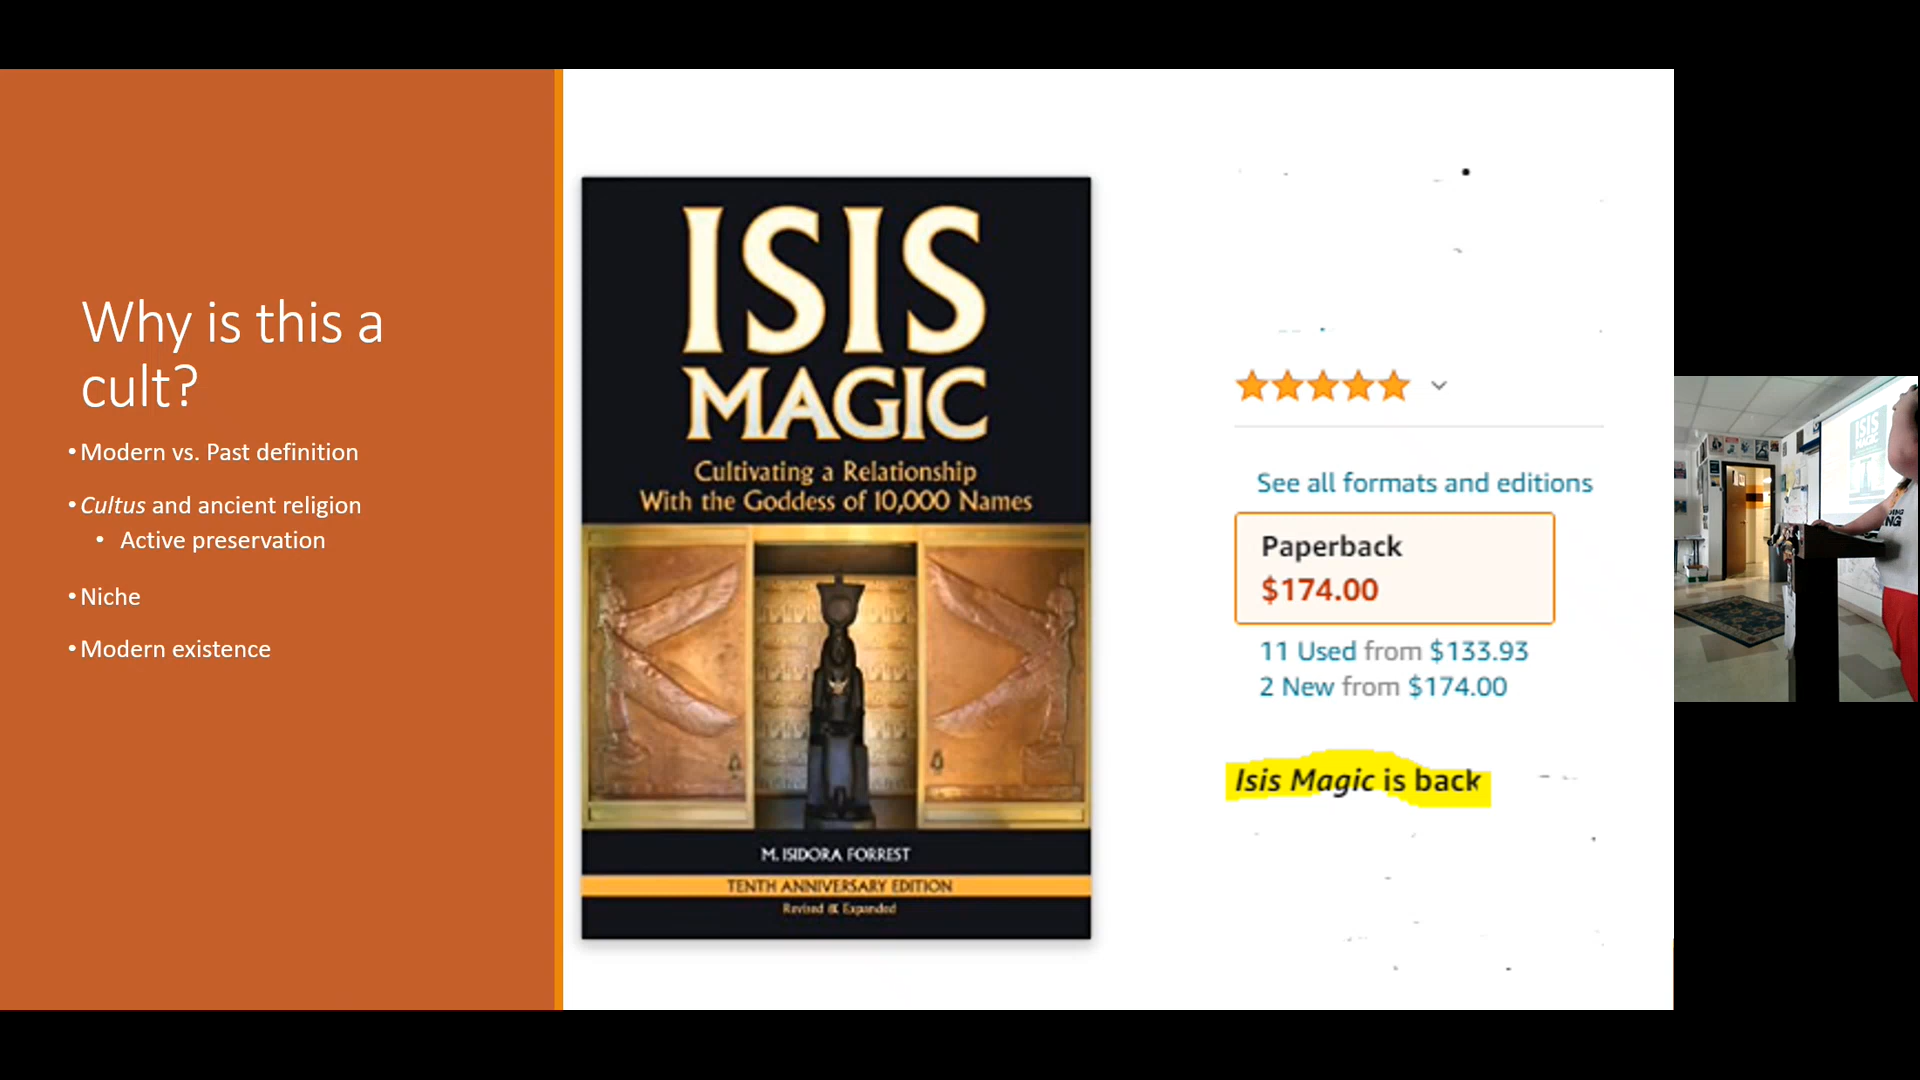 Why is this a
cult?
• Modern vs. Past definition
• Cultus and ancient religion
• Active preservation
• Niche
• Modern existence
ISIS
MAGIC
Cultivating a Relationship
With the Goddess of 10,000 Names
M. ISIDORA FORREST
TENTH ANNIVERSARY EDITION
Revised & Expanded
See all formats and editions
Paperback
$174.00
11 Used from $133.93
2 New from $174.00
Isis Magic is back
ISIS
MAGIC